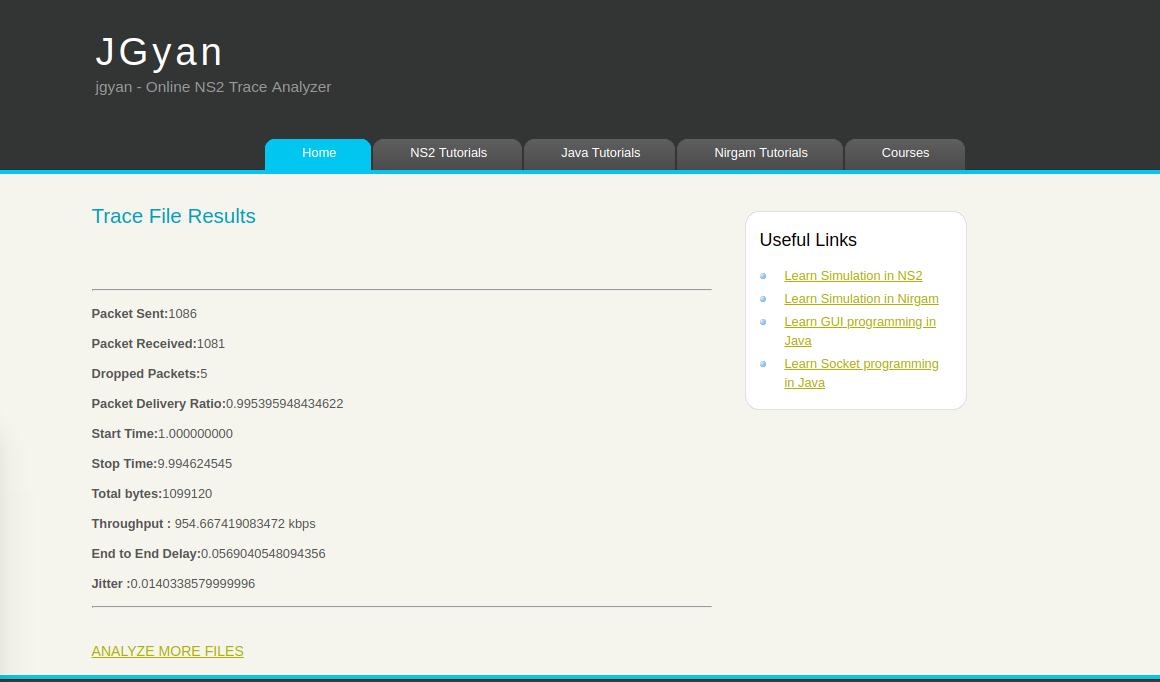 JGyan
jgyan - Online NS2 Trace Analyzer
Home
NS2 Tutorials
Java Tutorials
Nirgam Tutorials
Courses
Trace File Results
Packet Sent:1086
Packet Received:1081
Dropped Packets:5
Packet Delivery Ratio:0.995395948434622
Start Time:1.000000000
Stop Time:9.994624545
Total bytes:1099120
Throughput : 954.667419083472 kbps
End to End Delay:0.0569040548094356
Jitter :0.0140338579999996
ANALYZE MORE FILES
Useful Links
Learn Simulation in NS2
Learn Simulation in Nirgam
Learn GUI programming in
Java
Learn Socket programming
in Java